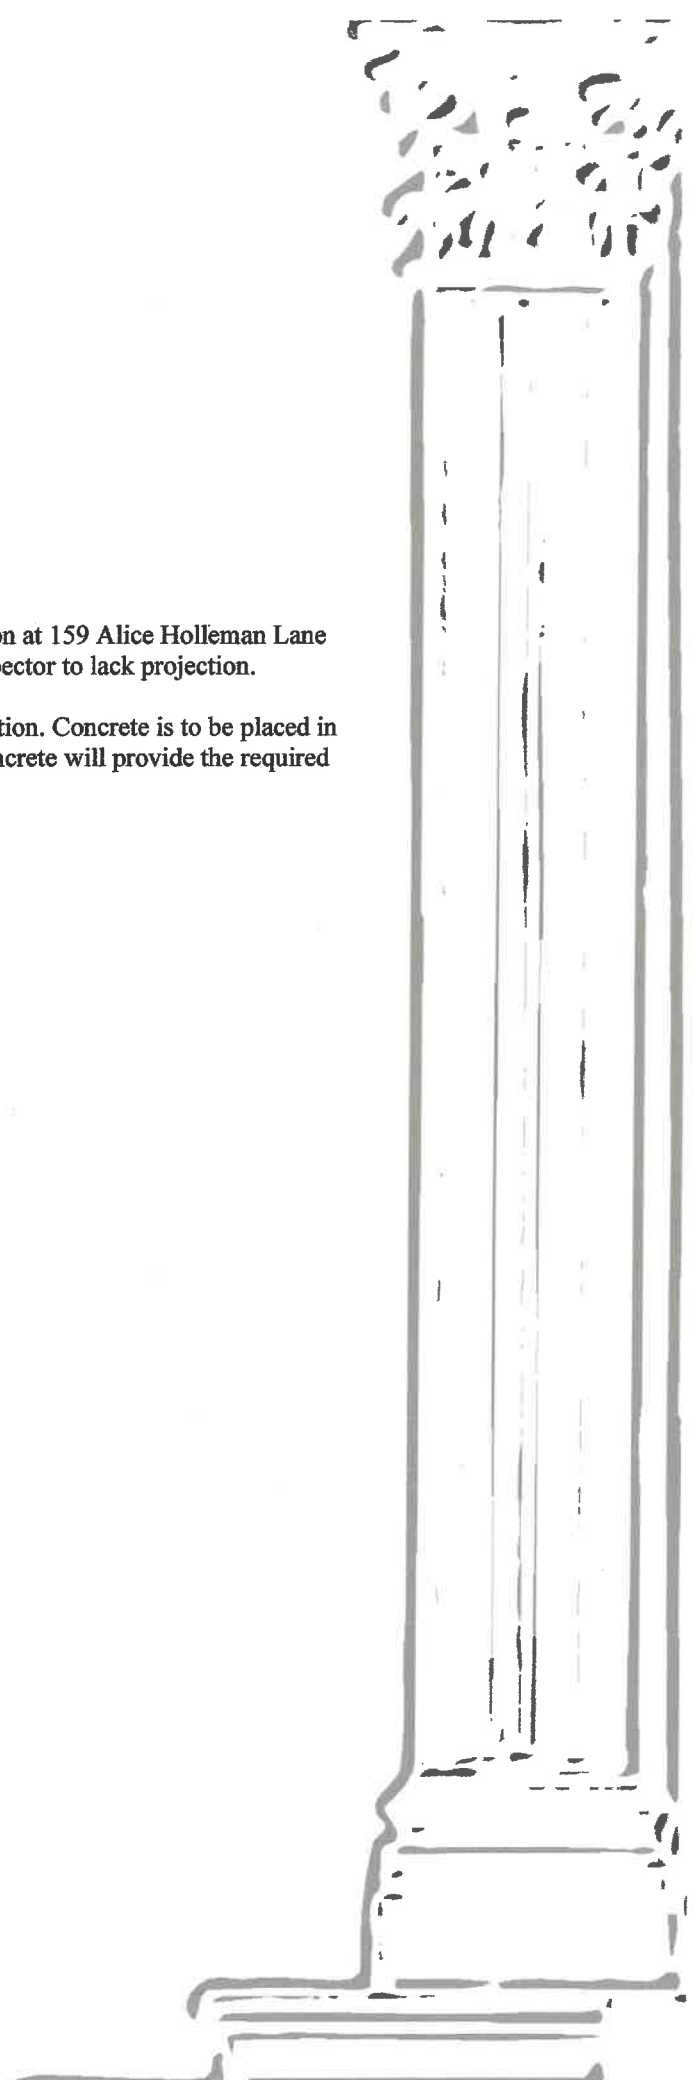 on at 159 Alice Holleman Lane
pector to lack projection.
tion. Concrete is to be placed in
ncrete will provide the required